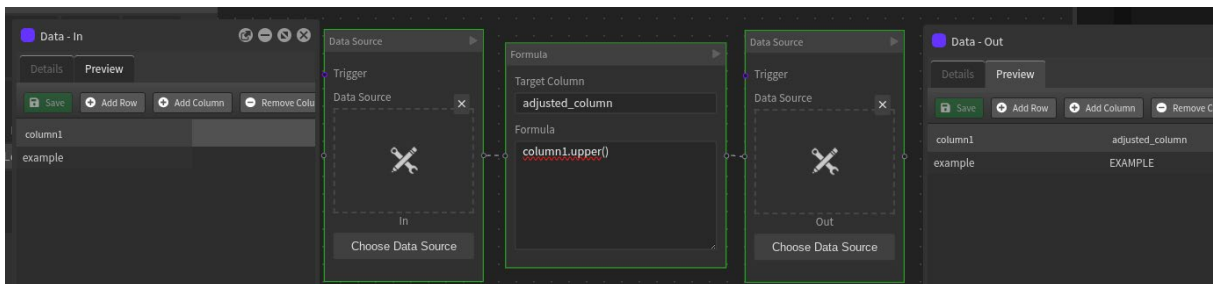 Data - In
Details Preview
Save Add Row Add Column Remove Colu
column1
example
Data Source
Trigger
Data Source
In
Choose Data Source
Formula
Target Column
adjusted_column
Formula
column1.upper()
Data Source
Trigger
Data Source
Out
Choose Data Source
Data - Out
Details Preview
Save Add Row Add Column Remove C
column1 adjusted_column
example EXAMPLE